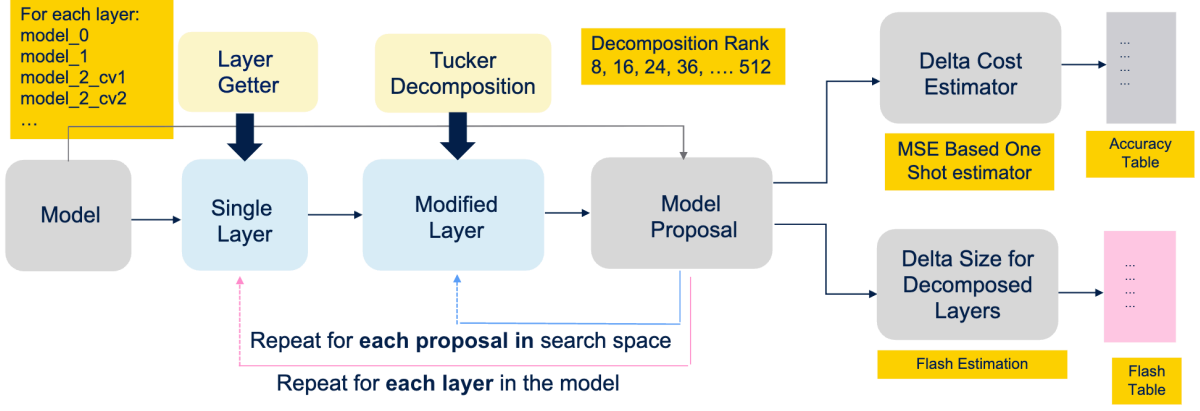 For each layer:
model_0
model_1
model_2_cv1
model_2_cv2
...
Layer
Getter
Tucker
Decomposition
Decomposition Rank
8, 16, 24, 36, .... 512
Delta Cost
Estimator
...
...
...
...
MSE Based One
Shot estimator
Accuracy
Table
Model
Single
Layer
Modified
Layer
Model
Proposal
Delta Size for
Decomposed
Layers
...
...
...
...
Repeat for each proposal in search space
Repeat for each layer in the model
Flash Estimation
Flash
Table